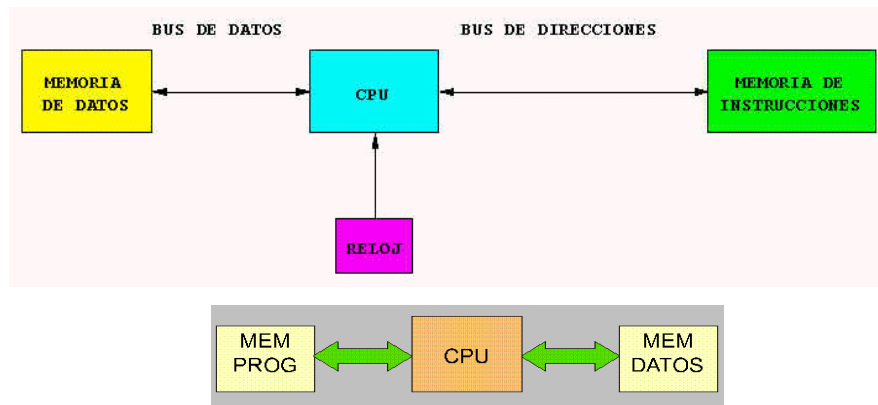 BUS DE DATOS
BUS DE DIRECCIONES
MEMORIA
DE DATOS
CPU
MEMORIA DE
INSTRUCCIONES
RELOJ
MEM
PROG
CPU
MEM
DATOS